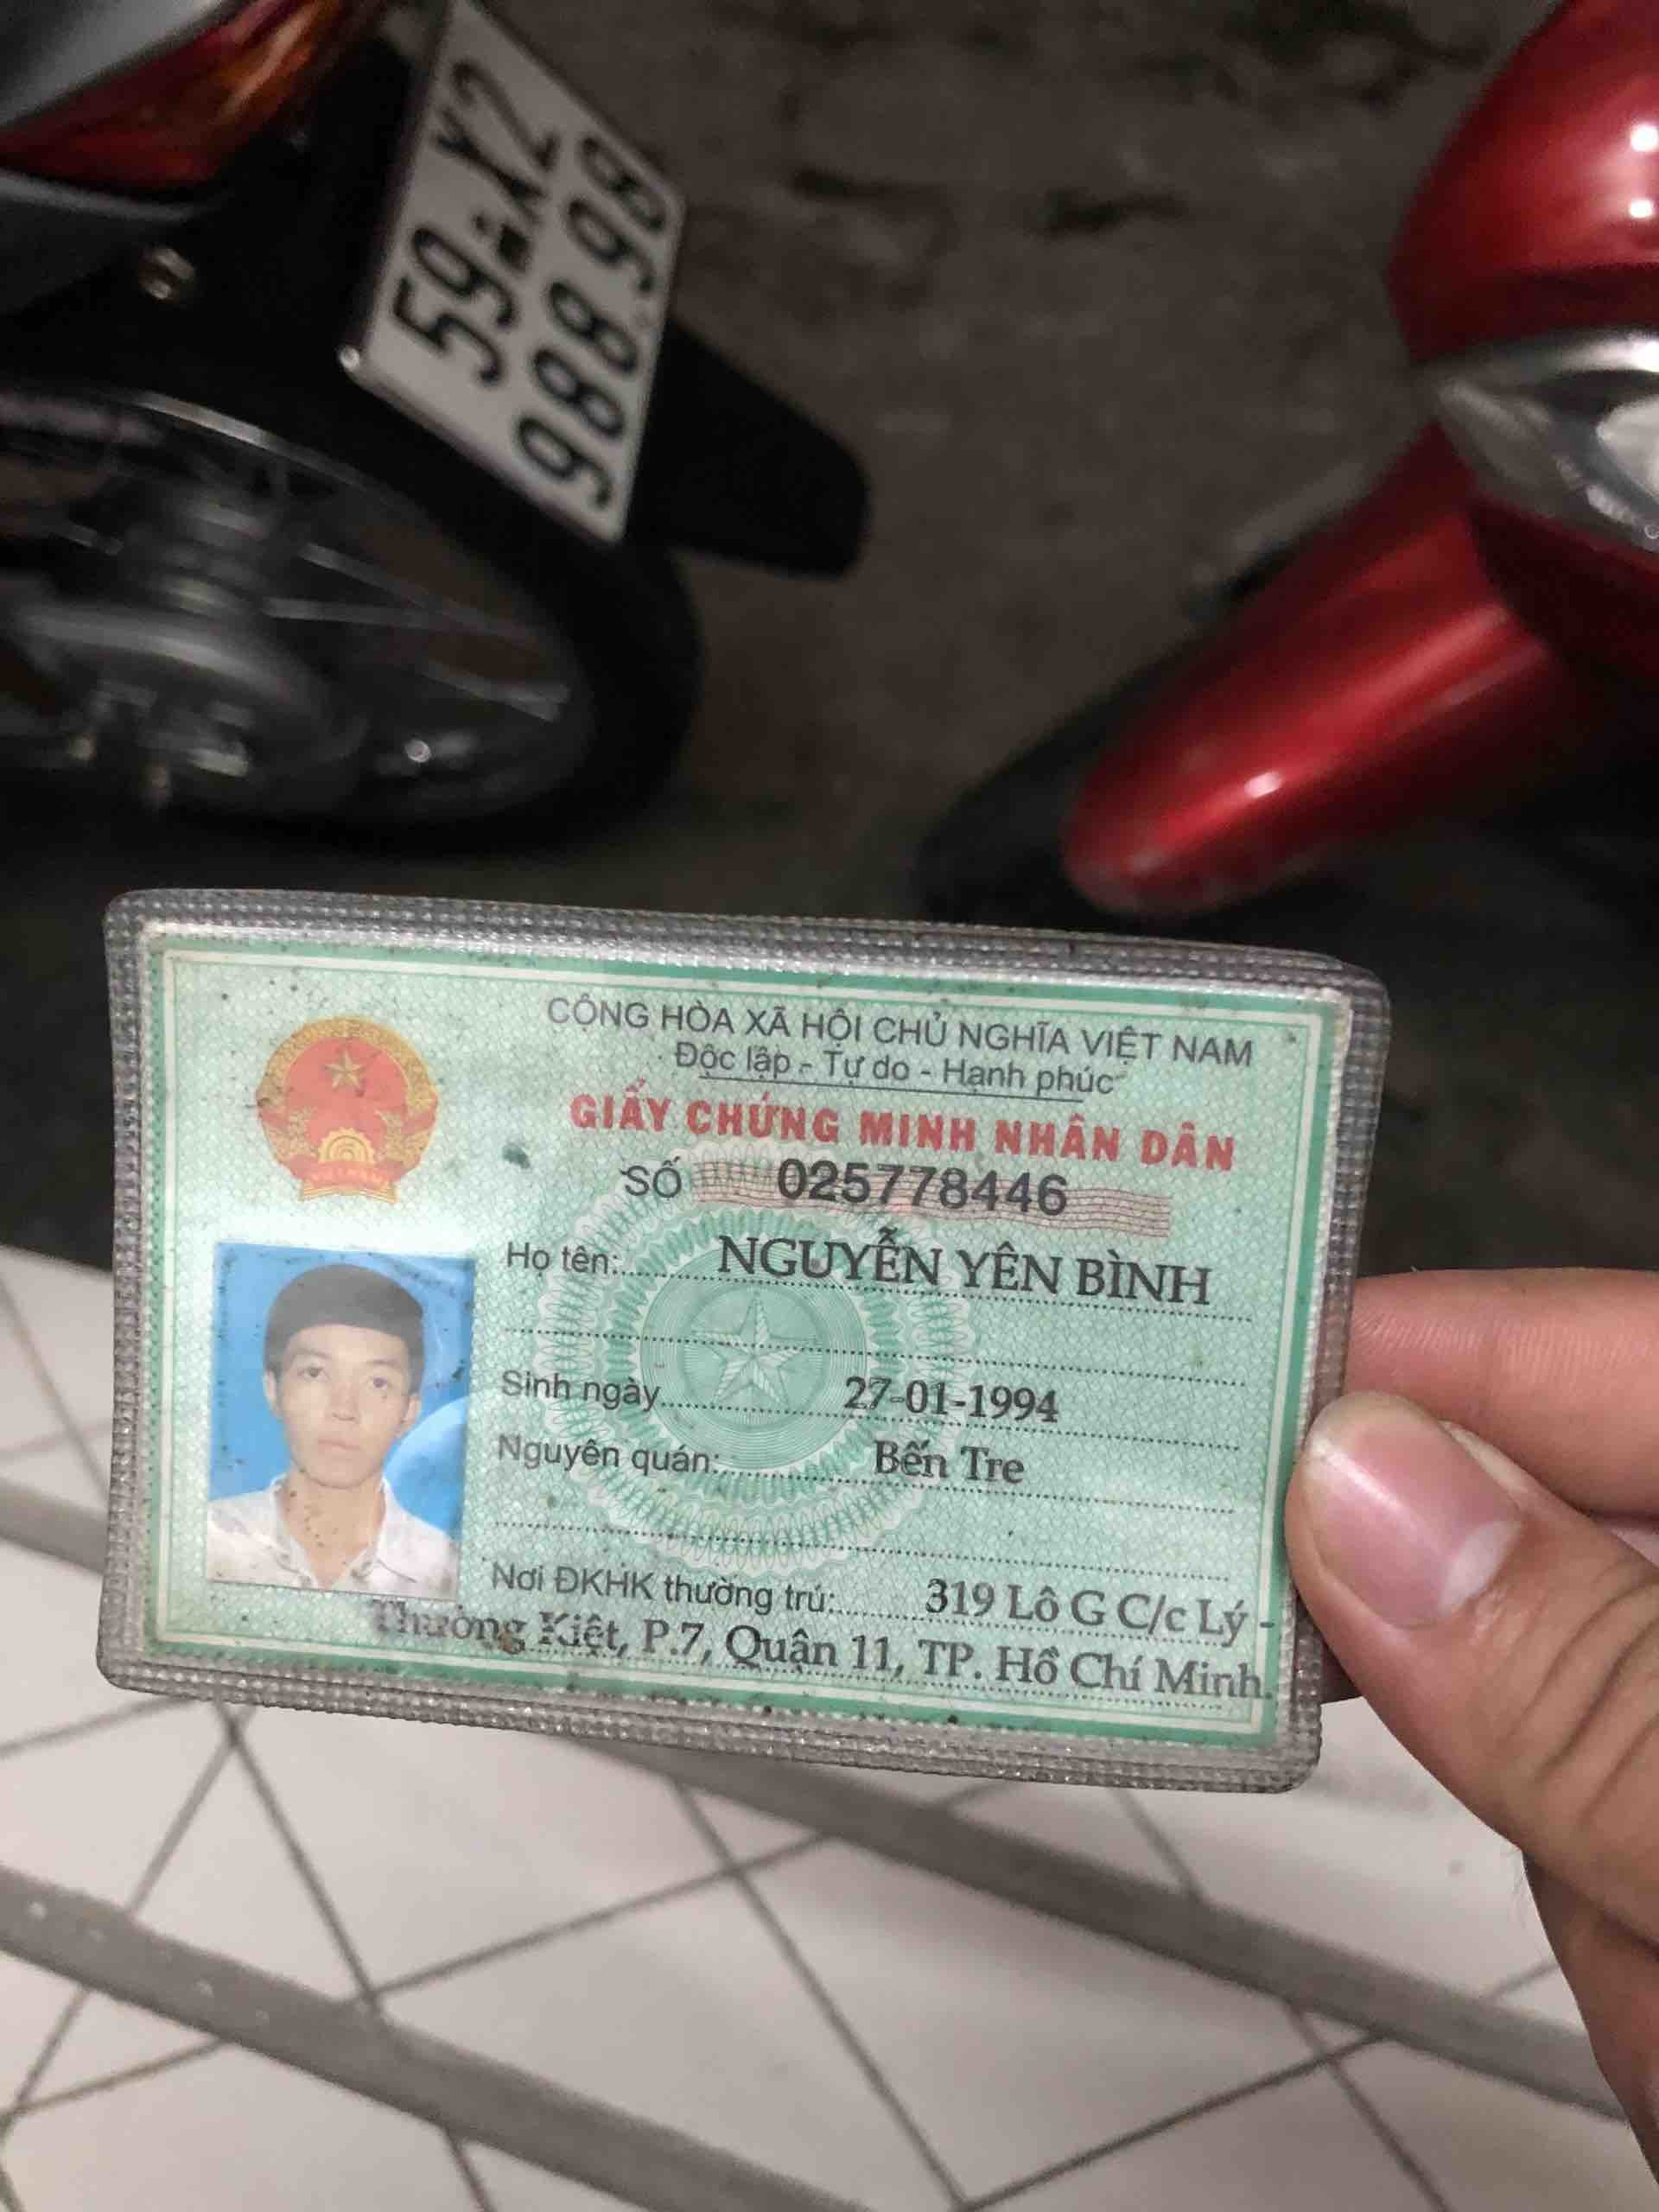 59-X2
988.98
CỘNG HÒA XÃ HỘI CHỦ NGHĨA VIỆT NAM
Độc lập - Tự do - Hạnh phúc
GIẤY CHỨNG MINH NHÂN DÂN
SỐ 025778446
Họ tên: NGUYỄN YÊN BÌNH
Sinh ngày 27-01-1994
Nguyên quán: Bến Tre
Nơi ĐKHK thường trú: 319 Lô G C/c Lý -
Thường Kiệt, P.7, Quận 11, TP. Hồ Chí Minh.